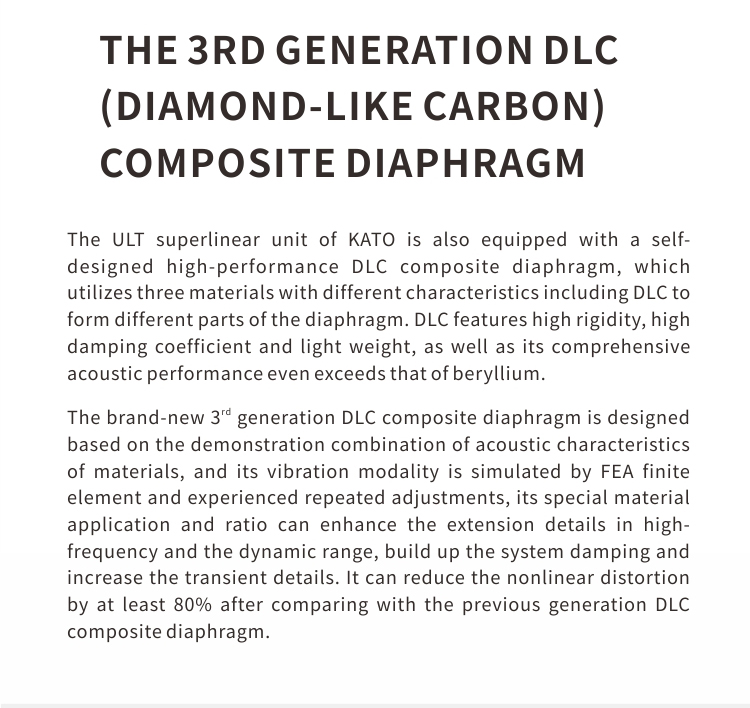 THE 3RD GENERATION DLC
(DIAMOND-LIKE CARBON)
COMPOSITE DIAPHRAGM
The ULT superlinear unit of KATO is also equipped with a self-
designed high-performance DLC composite diaphragm, which
utilizes three materials with different characteristics including DLC to
form different parts of the diaphragm. DLC features high rigidity, high
damping coefficient and light weight, as well as its comprehensive
acoustic performance even exceeds that of beryllium.
The brand-new 3rd generation DLC composite diaphragm is designed
based on the demonstration combination of acoustic characteristics
of materials, and its vibration modality is simulated by FEA finite
element and experienced repeated adjustments, its special material
application and ratio can enhance the extension details in high-
frequency and the dynamic range, build up the system damping and
increase the transient details. It can reduce the nonlinear distortion
by at least 80% after comparing with the previous generation DLC
composite diaphragm.